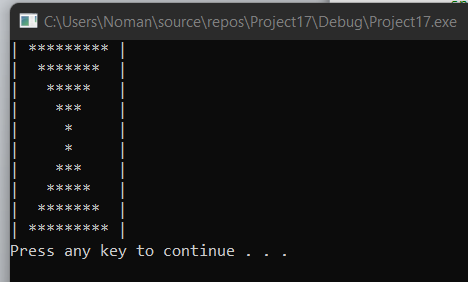 C:\Users\Noman\source\repos\Project17\Debug\Project17.exe
| ********* |
|  *******  |
|   *****   |
|    ***    |
|     *     |
|     *     |
|    ***    |
|   *****   |
|  *******  |
| ********* |
Press any key to continue . . .